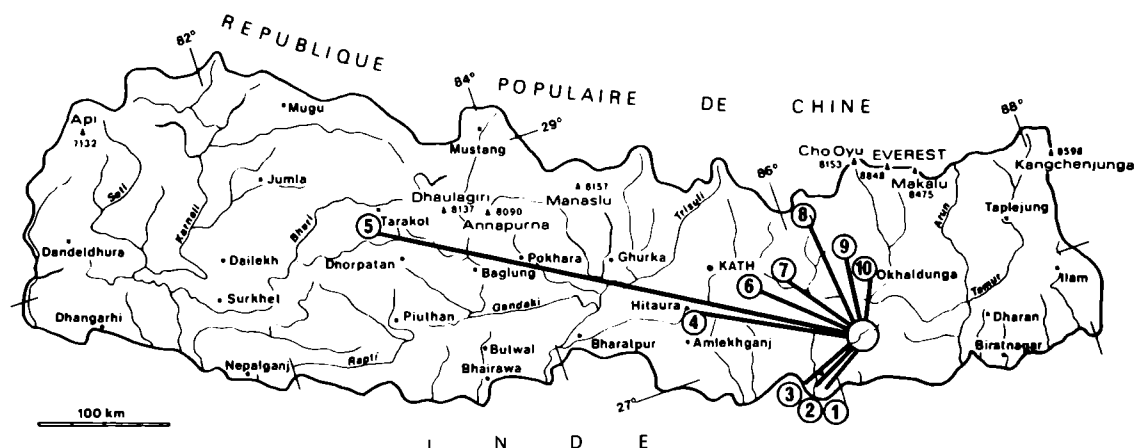 REPUBLIQUE POPULAIRE DE CHINE
82°
84°
29°
86°
88°
Api
7132
Mugu
Mustang
Cho Oyu
8153
EVEREST
8848
Makalu
8475
8598
Kangchenjunga
Seti
Karnali
Jumla
Bheri
Dhaulagiri
8137
8090
Annapurna
8157
Manaslu
Trisuli
Arun
Taplejung
8
5
Tarakot
Dandeldhura
Dailekh
Dhorpatan
Pokhara
Baglung
Ghurka
KATH
7
6
9
10
Okhaldunga
Ilam
Surkhet
Gandaki
Hitaura
4
Tamur
Dhangarhi
Piuthan
Dharan
Bharatpur
Amlekhganj
Rapti
Bulwal
Biratnagar
Nepalganj
Bhairawa
27°
3
2
1
100 km
INDE